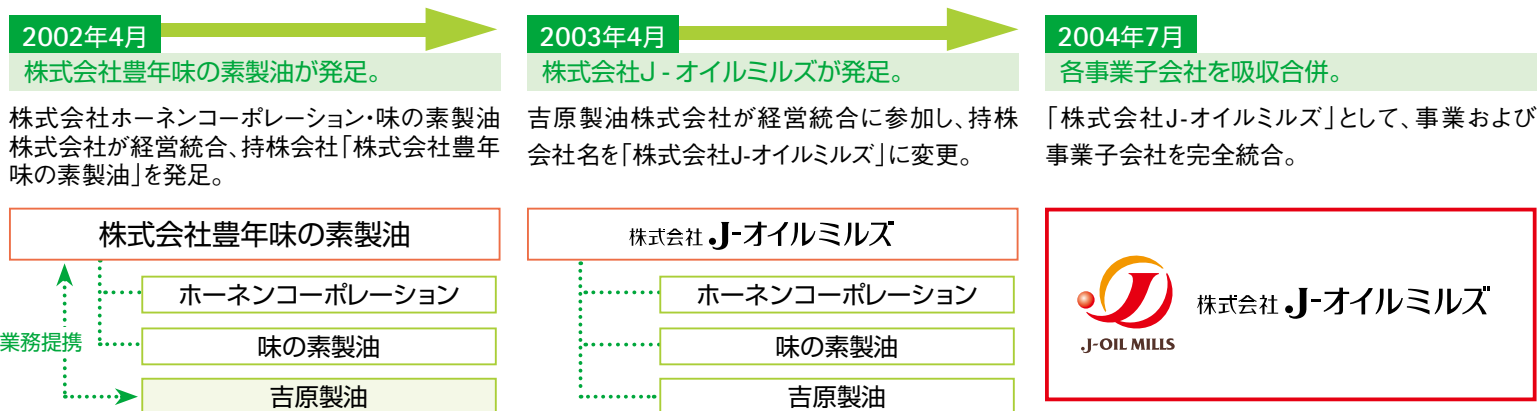 2002年4月
株式会社豊年味の素製油が発足。
株式会社ホーネンコーポレーション・味の素製油
株式会社が経営統合、持株会社「株式会社豊年
味の素製油」を発足。
株式会社豊年味の素製油
ホーネンコーポレーション
味の素製油
業務提携
吉原製油
2003年4月
株式会社J-オイルミルズが発足。
吉原製油株式会社が経営統合に参加し、持株
会社名を「株式会社J-オイルミルズ」に変更。
株式会社 J-オイルミルズ
ホーネンコーポレーション
味の素製油
吉原製油
2004年7月
各事業子会社を吸収合併。
「株式会社J-オイルミルズ」として、事業および
事業子会社を完全統合。
J-OIL MILLS
株式会社 J-オイルミルズ